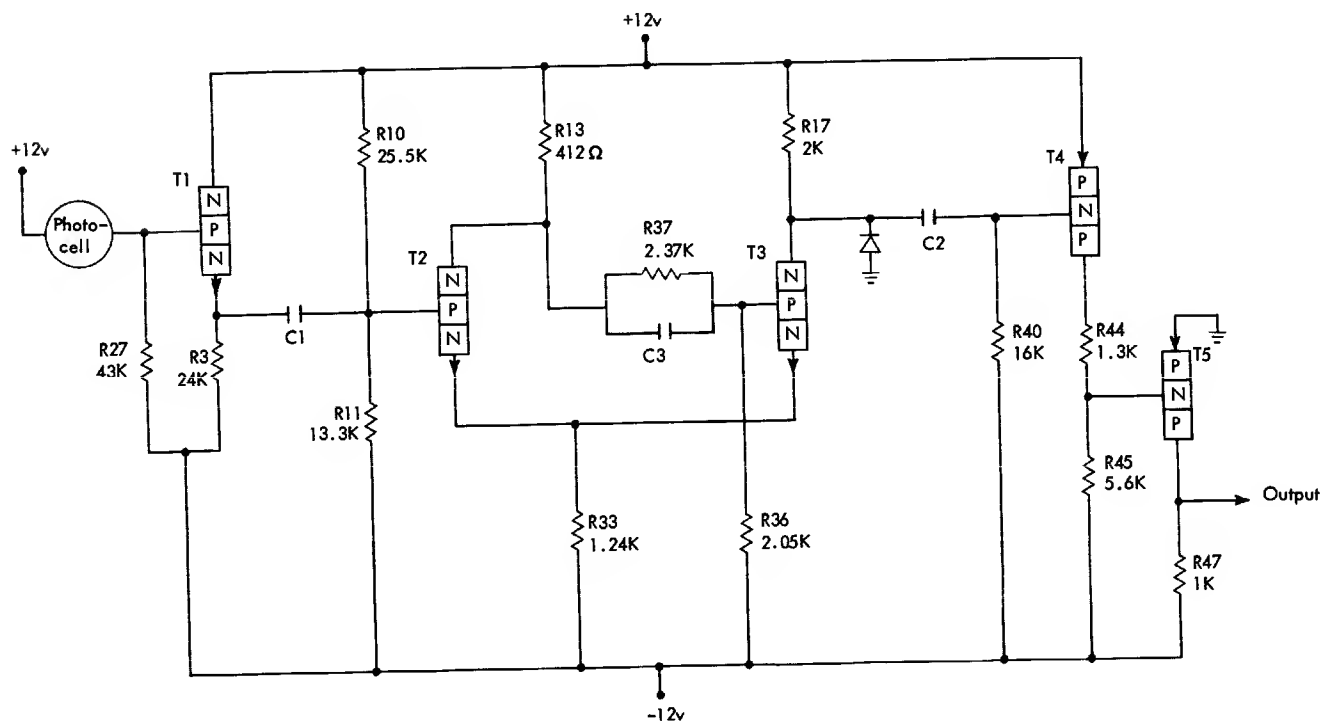 +12v
+12v
Photo-
cell
T1
N
P
N
R27
43K
R3
24K
C1
R10
25.5K
R11
13.3K
T2
N
P
N
R13
412Ω
R37
2.37K
C3
R33
1.24K
R36
2.05K
T3
N
P
N
R17
2K
C2
R40
16K
T4
P
N
P
R44
1.3K
R45
5.6K
T5
P
N
P
Output
R47
1K
-12v